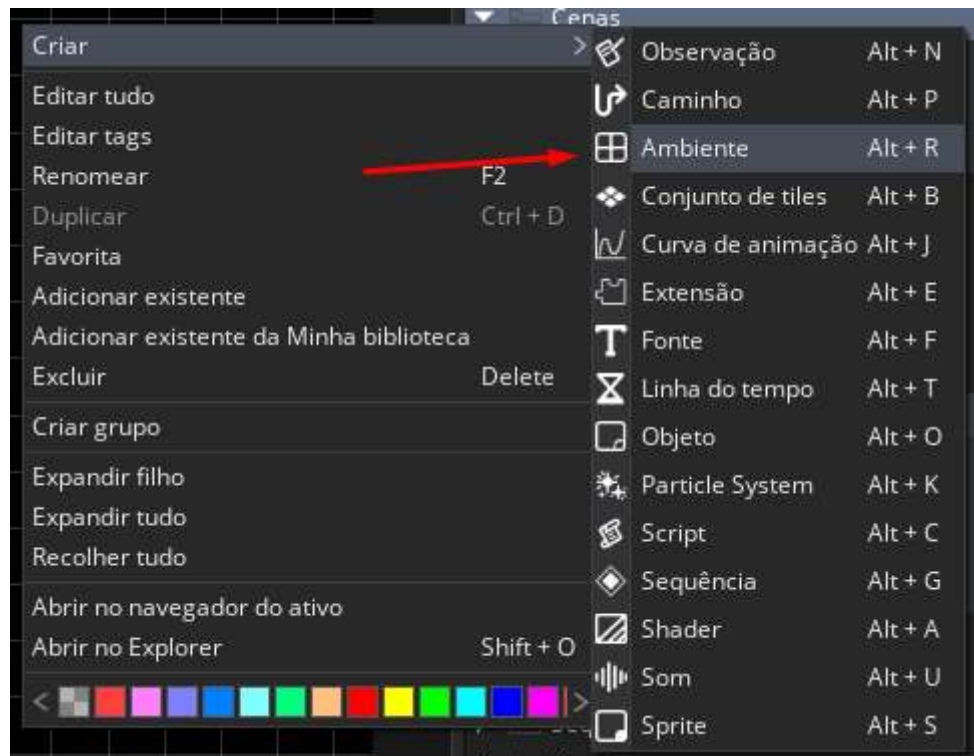 Cenas
Criar >
Editar tudo
Editar tags
Renomear F2
Duplicar Ctrl + D
Favorita
Adicionar existente
Adicionar existente da Minha biblioteca
Excluir Delete
Criar grupo
Expandir filho
Expandir tudo
Recolher tudo
Abrir no navegador do ativo
Abrir no Explorer Shift + O
< >
Observação Alt + N
Caminho Alt + P
Ambiente Alt + R
Conjunto de tiles Alt + B
Curva de animação Alt + J
Extensão Alt + E
Fonte Alt + F
Linha do tempo Alt + T
Objeto Alt + O
Particle System Alt + K
Script Alt + C
Sequência Alt + G
Shader Alt + A
Som Alt + U
Sprite Alt + S